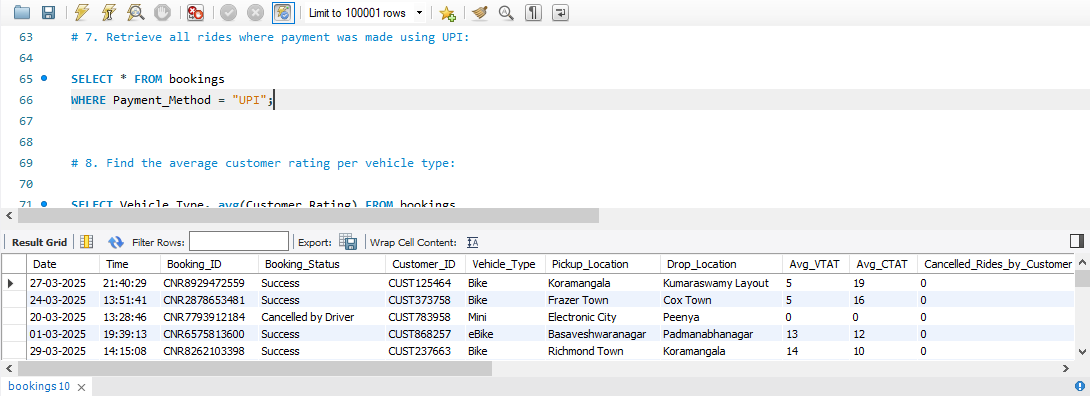 Limit to 100001 rows
63 # 7. Retrieve all rides where payment was made using UPI:
64
65 SELECT * FROM bookings
66 WHERE Payment_Method = "UPI";
67
68
69 # 8. Find the average customer rating per vehicle type:
70
71 SELECT Vehicle_Type, avg(Customer_Rating) FROM bookings
Result Grid Filter Rows: Export: Wrap Cell Content:
Date Time Booking_ID Booking_Status Customer_ID Vehicle_Type Pickup_Location Drop_Location Avg_VTAT Avg_CTAT Cancelled_Rides_by_Customer
27-03-2025 21:40:29 CNR8929472559 Success CUST125464 Bike Koramangala Kumaraswamy Layout 5 19 0
24-03-2025 13:51:41 CNR2878653481 Success CUST373758 Bike Frazer Town Cox Town 5 16 0
20-03-2025 13:28:46 CNR7793912184 Cancelled by Driver CUST783958 Mini Electronic City Peenya 0 0 0
01-03-2025 19:39:13 CNR6575813600 Success CUST868257 eBike Basaveshwaranagar Padmanabhanagar 13 12 0
29-03-2025 14:15:08 CNR8262103398 Success CUST237663 Bike Richmond Town Koramangala 14 10 0
bookings10